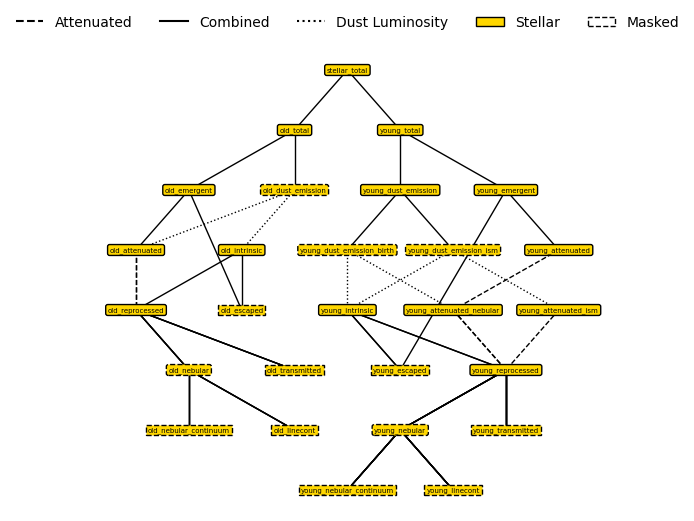 Attenuated Combined Dust Luminosity Stellar Masked
stellar_total
old_total young_total
old_emergent old_dust_emission young_dust_emission young_emergent
old_attenuated old_intrinsic young_dust_emission_birth young_dust_emission_ism young_attenuated
old_reprocessed old_escaped young_intrinsic young_attenuated_nebular young_attenuated_ism
old_nebular old_transmitted young_escaped young_reprocessed
old_nebular_continuum old_linecont young_nebular young_transmitted
young_nebular_continuum young_linecont